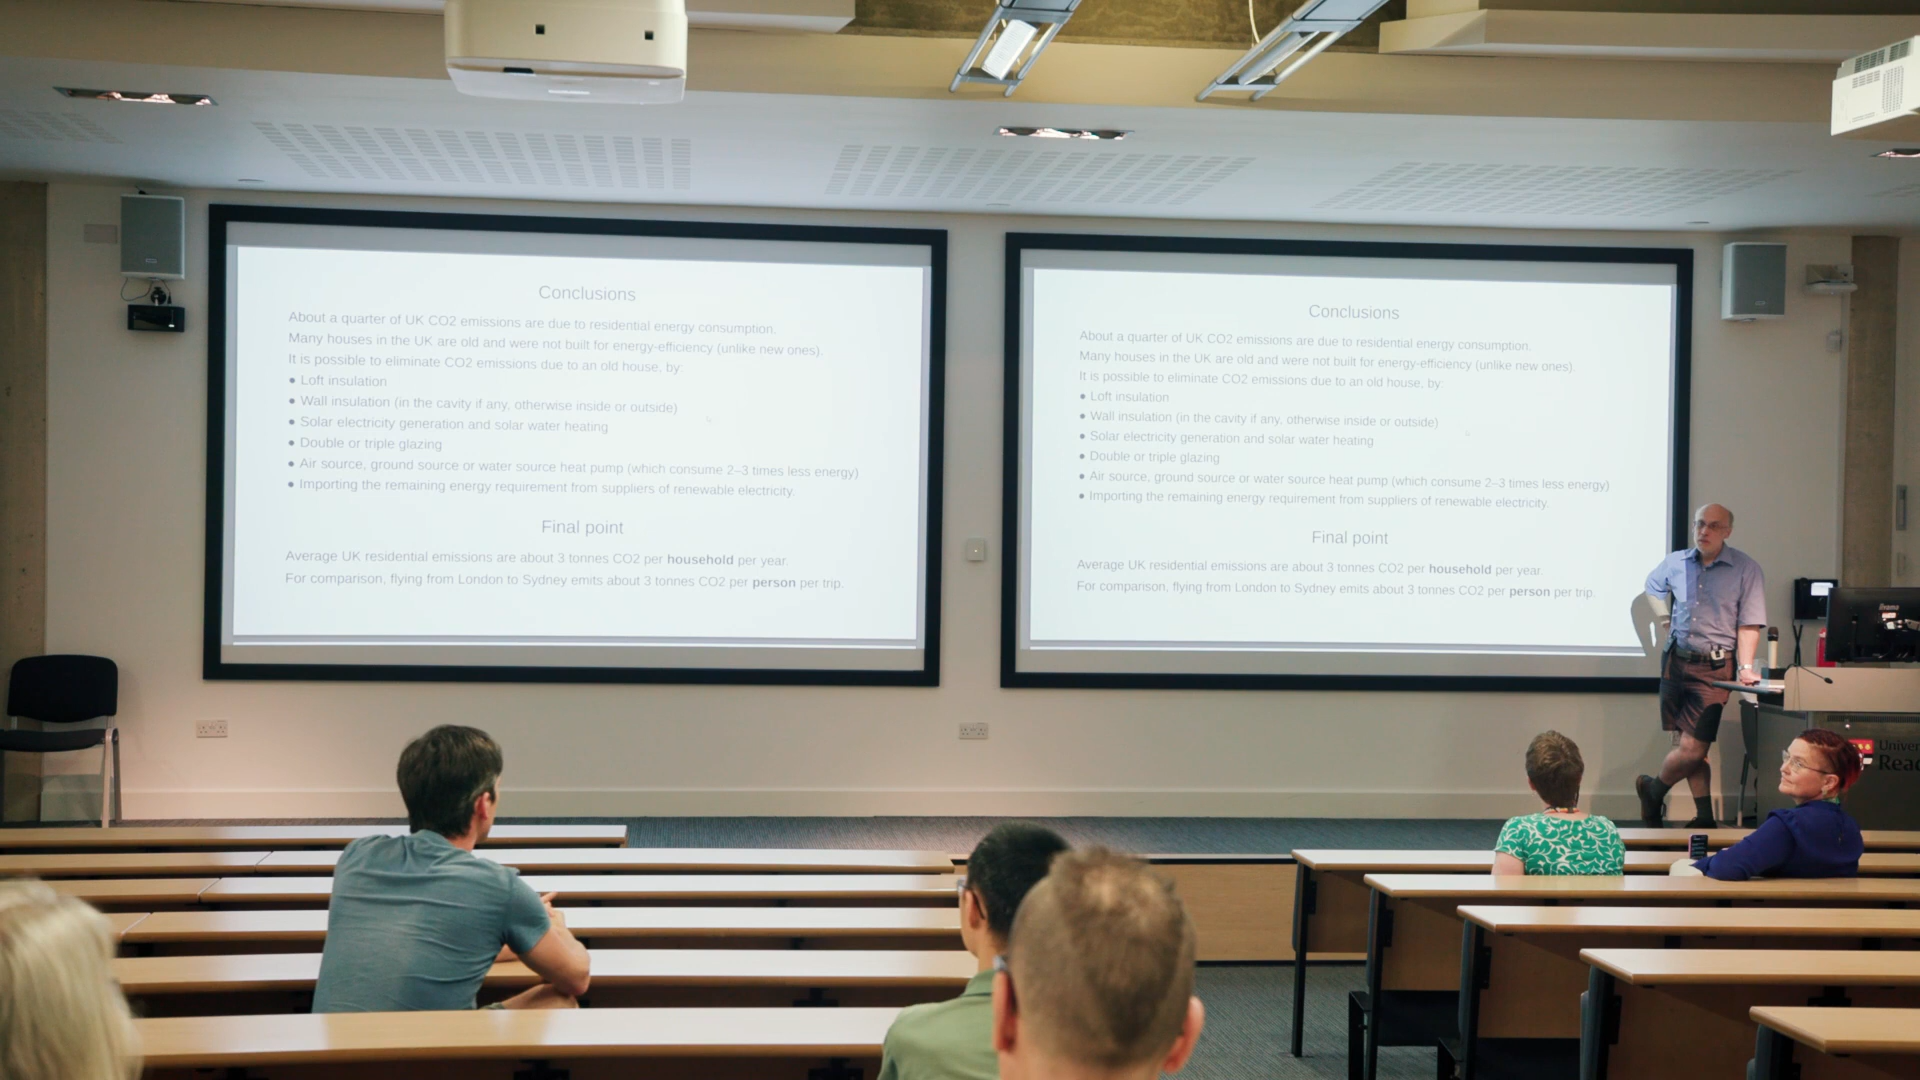 Conclusions
About a quarter of UK CO2 emissions are due to residential energy consumption.
Many houses in the UK are old and were not built for energy-efficiency (unlike new ones).
It is possible to eliminate CO2 emissions due to an old house, by:
● Loft insulation
● Wall insulation (in the cavity if any, otherwise inside or outside)
● Solar electricity generation and solar water heating
● Double or triple glazing
● Air source, ground source or water source heat pump (which consume 2–3 times less energy)
● Importing the remaining energy requirement from suppliers of renewable electricity.
Final point
Average UK residential emissions are about 3 tonnes CO2 per household per year.
For comparison, flying from London to Sydney emits about 3 tonnes CO2 per person per trip.
Conclusions
About a quarter of UK CO2 emissions are due to residential energy consumption.
Many houses in the UK are old and were not built for energy-efficiency (unlike new ones).
It is possible to eliminate CO2 emissions due to an old house, by:
● Loft insulation
● Wall insulation (in the cavity if any, otherwise inside or outside)
● Solar electricity generation and solar water heating
● Double or triple glazing
● Air source, ground source or water source heat pump (which consume 2–3 times less energy)
● Importing the remaining energy requirement from suppliers of renewable electricity.
Final point
Average UK residential emissions are about 3 tonnes CO2 per household per year.
For comparison, flying from London to Sydney emits about 3 tonnes CO2 per person per trip.
iiyama
Univer
Rea